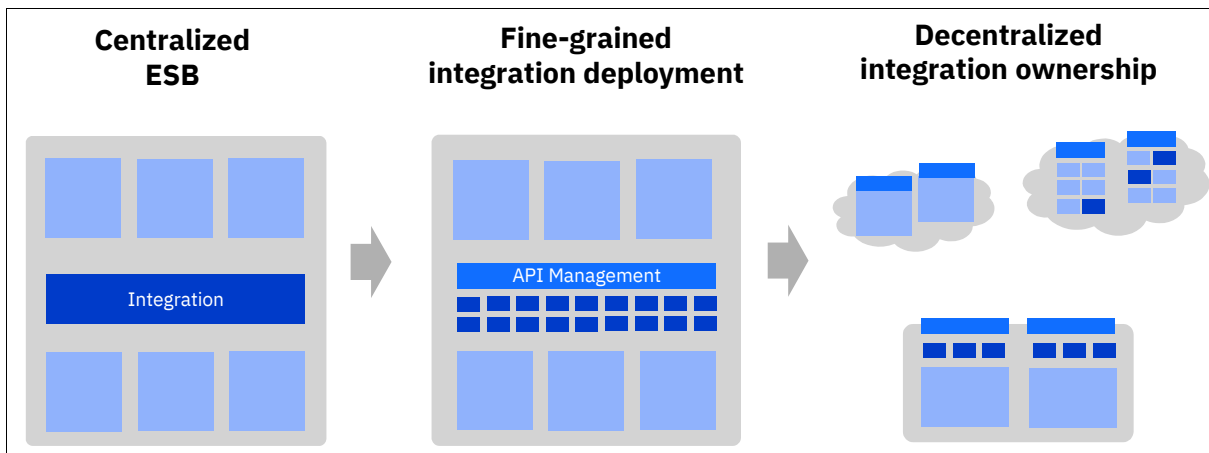 Centralized
ESB
Fine-grained
integration deployment
Decentralized
integration ownership
Integration
API Management